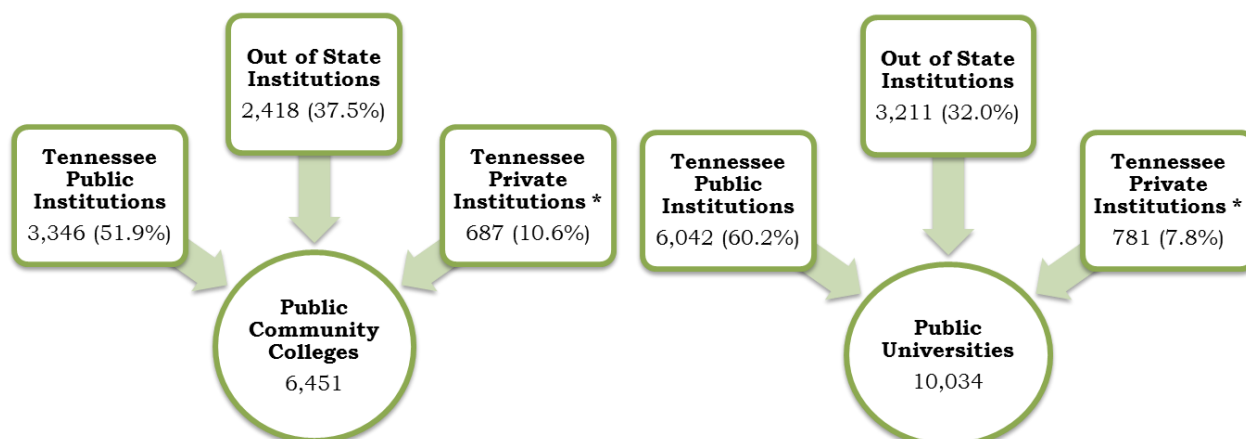 Out of State
Institutions
2,418 (37.5%)
Tennessee
Public
Institutions
3,346 (51.9%)
Tennessee
Private
Institutions *
687 (10.6%)
Public
Community
Colleges
6,451
Out of State
Institutions
3,211 (32.0%)
Tennessee
Public
Institutions
6,042 (60.2%)
Tennessee
Private
Institutions *
781 (7.8%)
Public
Universities
10,034